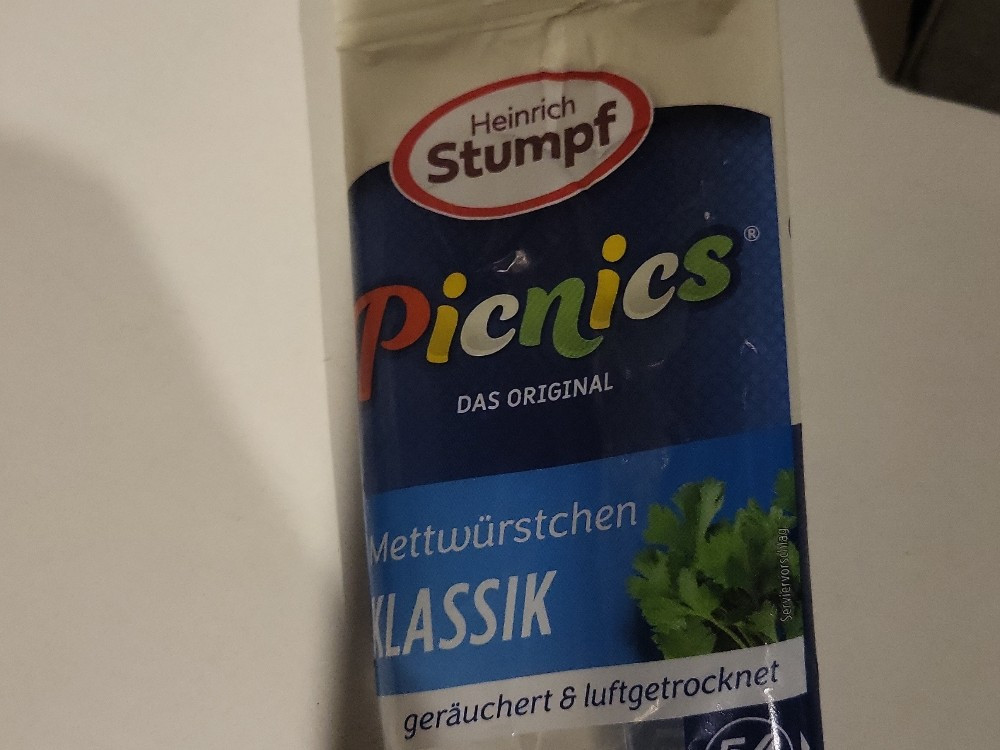 Heinrich
Stumpf
Picnics®
DAS ORIGINAL
Mettwürstchen
KLASSIK
Serviervorschlag
geräuchert & luftgetrocknet